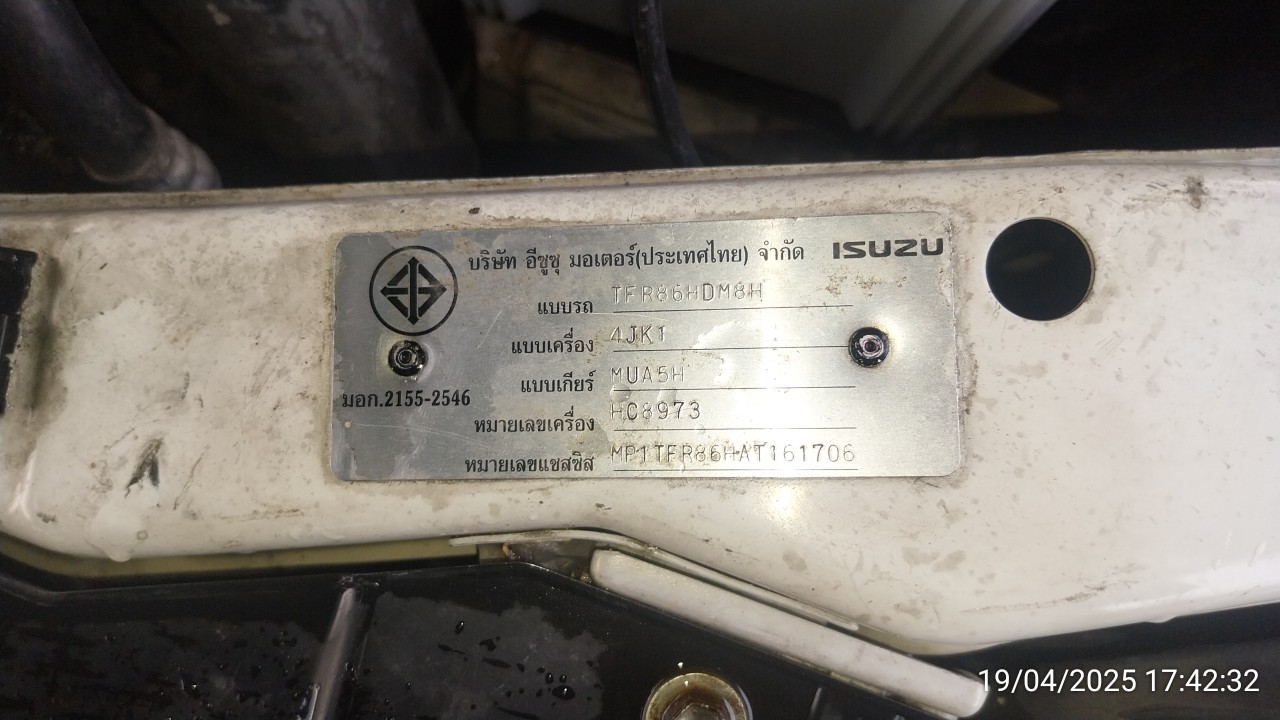 บริษัท อีซูซุ มอเตอร์(ประเทศไทย) จำกัด ISUZU
แบบรถ TFR86HDM8H
แบบเครื่อง 4JK1
แบบเกียร์ MUA5H
มอก.2155-2546
หมายเลขเครื่อง HC8973
หมายเลขแชสซิส MP1TFR86HAT161706
19/04/2025 17:42:32